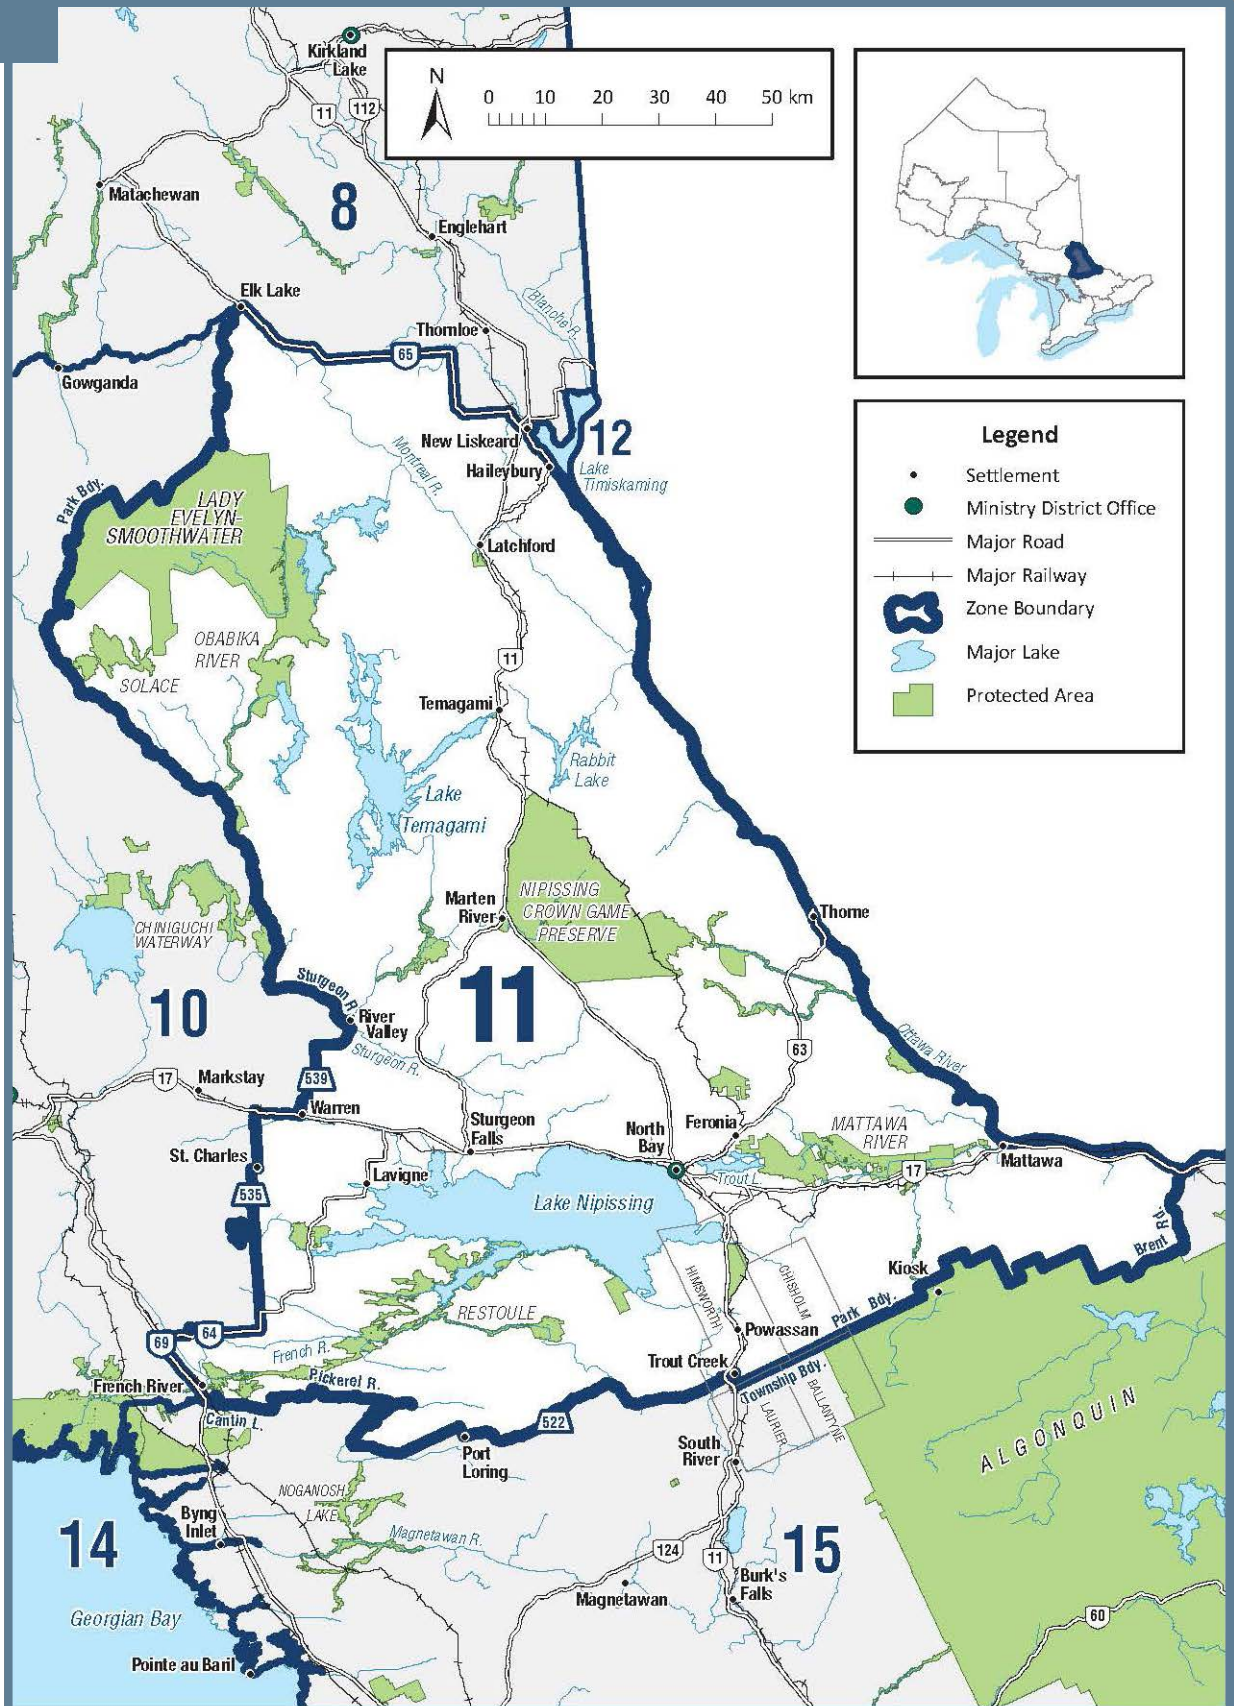 Kirkland
Lake
N
0 10 20 30 40 50 km
11
112
Matachewan
8
Englehart
Elk Lake
Blanche R.
Thornloe
65
Gowganda
New Liskeard
12
Montreal R.
Haileybury
Lake
Timiskaming
Park Bdy.
LADY
EVELYN-
SMOOTHWATER
Latchford
OBABIKA
RIVER
11
SOLACE
Temagami
Rabbit
Lake
Lake
Temagami
Marten
River
NIPISSING
CROWN GAME
PRESERVE
Thorne
CHINIGUCHI
WATERWAY
Sturgeon R.
10
11
River
Valley
Sturgeon R.
Ottawa River
63
17
Markstay
539
Warren
Sturgeon
Falls
North
Bay
Feronia
MATTAWA
RIVER
St. Charles
Mattawa
Lavigne
Trout L.
17
535
Lake Nipissing
Brent Rd.
HIMSWORTH
CHISHOLM
Kiosk
Park Bdy.
RESTOULE
Powassan
69
64
French R.
Trout Creek
Pickerel R.
Township Bdy.
French River
BALLANTYNE
LAURIER
Cantin L.
522
ALGONQUIN
Port
Loring
South
River
NOGANOSH
LAKE
Byng
Inlet
Magnetawan R.
14
124
11
15
Magnetawan
Burk's
Falls
60
Georgian Bay
Pointe au Baril
Legend
Settlement
Ministry District Office
Major Road
Major Railway
Zone Boundary
Major Lake
Protected Area